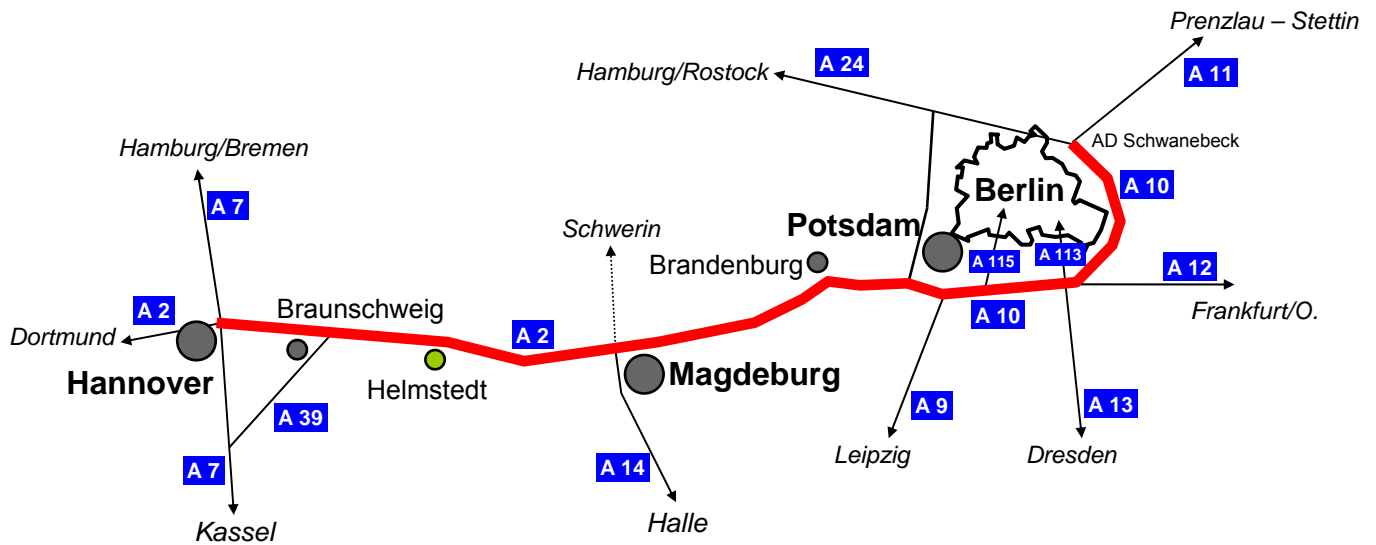 Prenzlau – Stettin
A 24
Hamburg/Rostock
A 11
AD Schwanebeck
Hamburg/Bremen
A 10
Berlin
A 7
Potsdam
Schwerin
A 115
A 113
Brandenburg
A 12
A 2
Braunschweig
A 10
Frankfurt/O.
Dortmund
A 2
Hannover
Helmstedt
Magdeburg
A 39
A 9
A 13
Leipzig
Dresden
A 7
A 14
Kassel
Halle